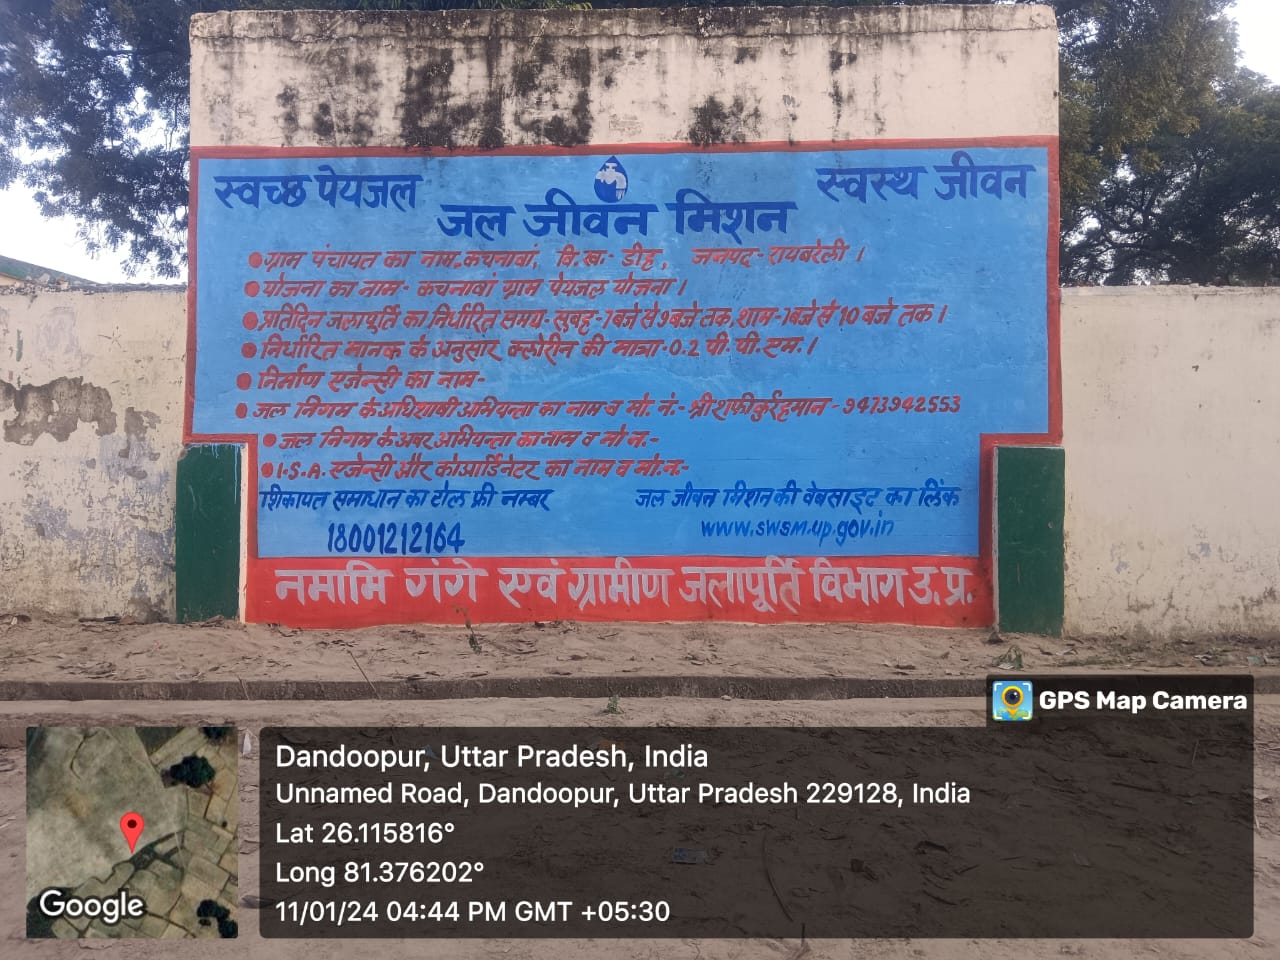 स्वच्छ पेयजल
स्वस्थ जीवन
जल जीवन मिशन
● ग्राम पंचायत का नाम-कचनावां, वि.ख.- डीह, जनपद- रायबरेली ।
● योजना का नाम- कचनावां ग्राम पेयजल योजना ।
● प्रतिदिन जलापूर्ति का निर्धारित समय- सुबह-7बजे से 9बजे तक, शाम-7बजे से 10 बजे तक ।
● निर्धारित मानक के अनुसार क्लोरीन की मात्रा-0.2 पी.पी.एम. ।
● निर्माण एजेन्सी का नाम-
● जल निगम के अधिशाषी अभियन्ता का नाम व मो. नं.- श्री शफीकुर्रहमान - 9473942553
● जल निगम के अवर अभियन्ता का नाम व मो न.-
● I.S.A. एजेन्सी और कोआर्डिनेटर का नाम व मो.न.-
शिकायत समाधान का टोल फ्री नम्बर
18001212164
जल जीवन मिशन की वेबसाइट का लिंक
www.swsm.up.gov.in
नमामि गंगे एवं ग्रामीण जलापूर्ति विभाग उ.प्र.
GPS Map Camera
Dandoopur, Uttar Pradesh, India
Unnamed Road, Dandoopur, Uttar Pradesh 229128, India
Lat 26.115816°
Long 81.376202°
11/01/24 04:44 PM GMT +05:30
Google